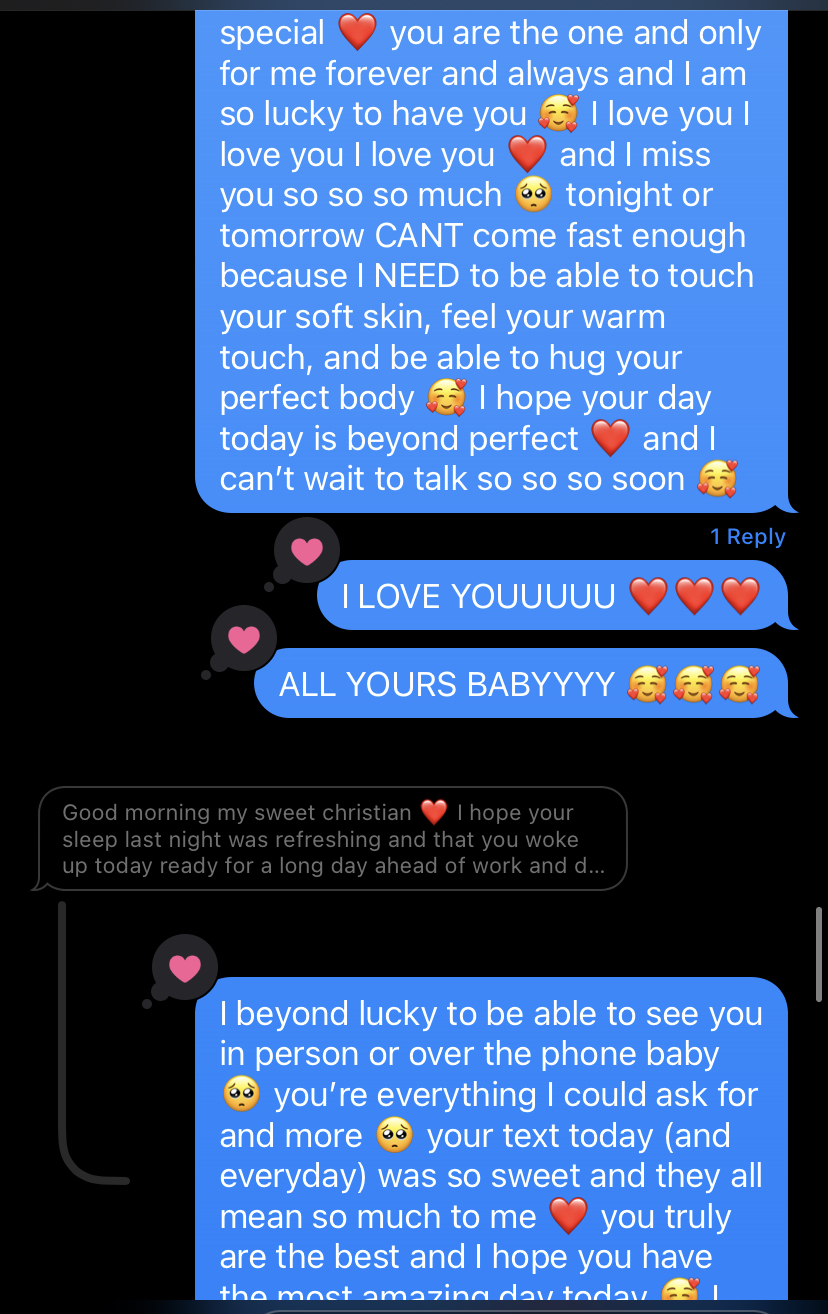 special ❤️ you are the one and only
for me forever and always and I am
so lucky to have you 🥰 I love you I
love you I love you ❤️ and I miss
you so so so much 🥺 tonight or
tomorrow CANT come fast enough
because I NEED to be able to touch
your soft skin, feel your warm
touch, and be able to hug your
perfect body 🥰 I hope your day
today is beyond perfect ❤️ and I
can't wait to talk so so so soon 🥰
1 Reply
I LOVE YOUUUUU ❤️❤️❤️
ALL YOURS BABYYYY 🥰🥰🥰
Good morning my sweet christian ❤️ I hope your
sleep last night was refreshing and that you woke
up today ready for a long day ahead of work and d...
I beyond lucky to be able to see you
in person or over the phone baby
🥺 you're everything I could ask for
and more 🥺 your text today (and
everyday) was so sweet and they all
mean so much to me ❤️ you truly
are the best and I hope you have
the most amazing day today 🥰 I